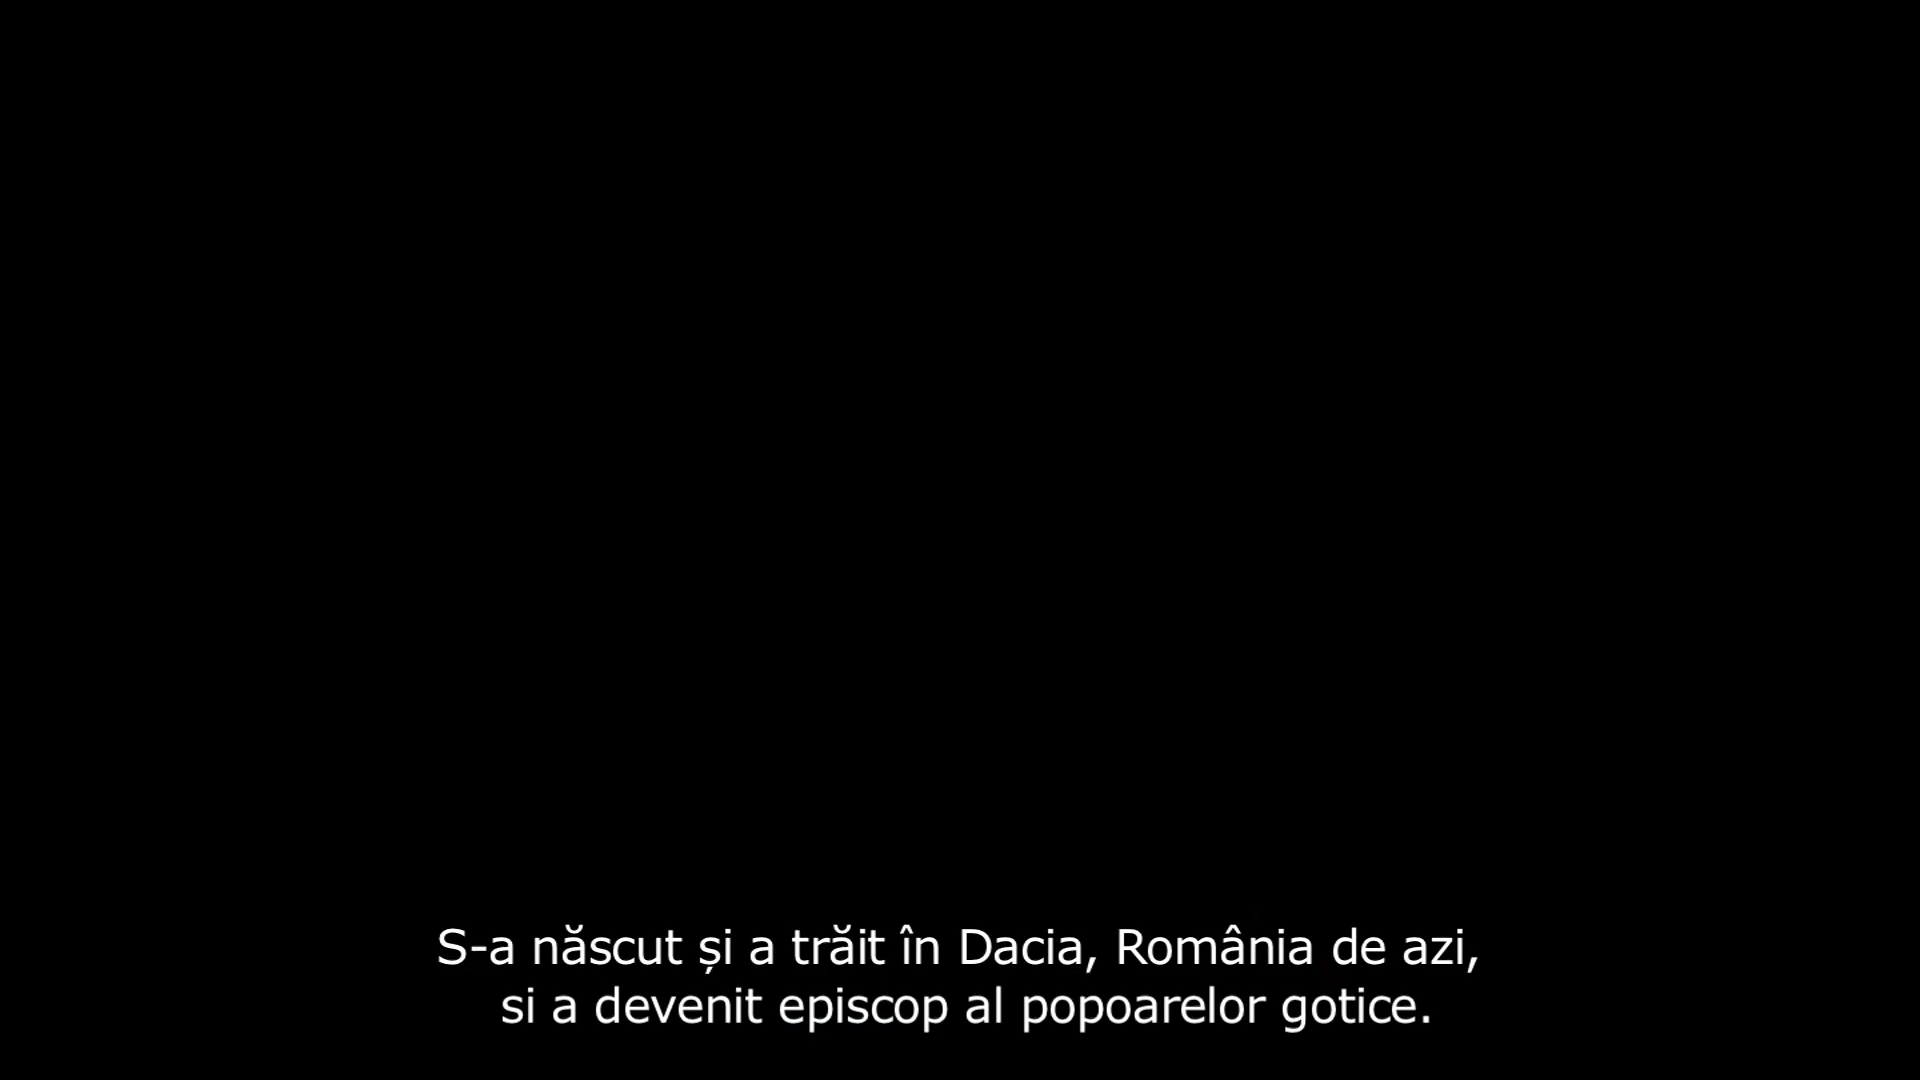 S-a născut și a trăit în Dacia, România de azi,
si a devenit episcop al popoarelor gotice.